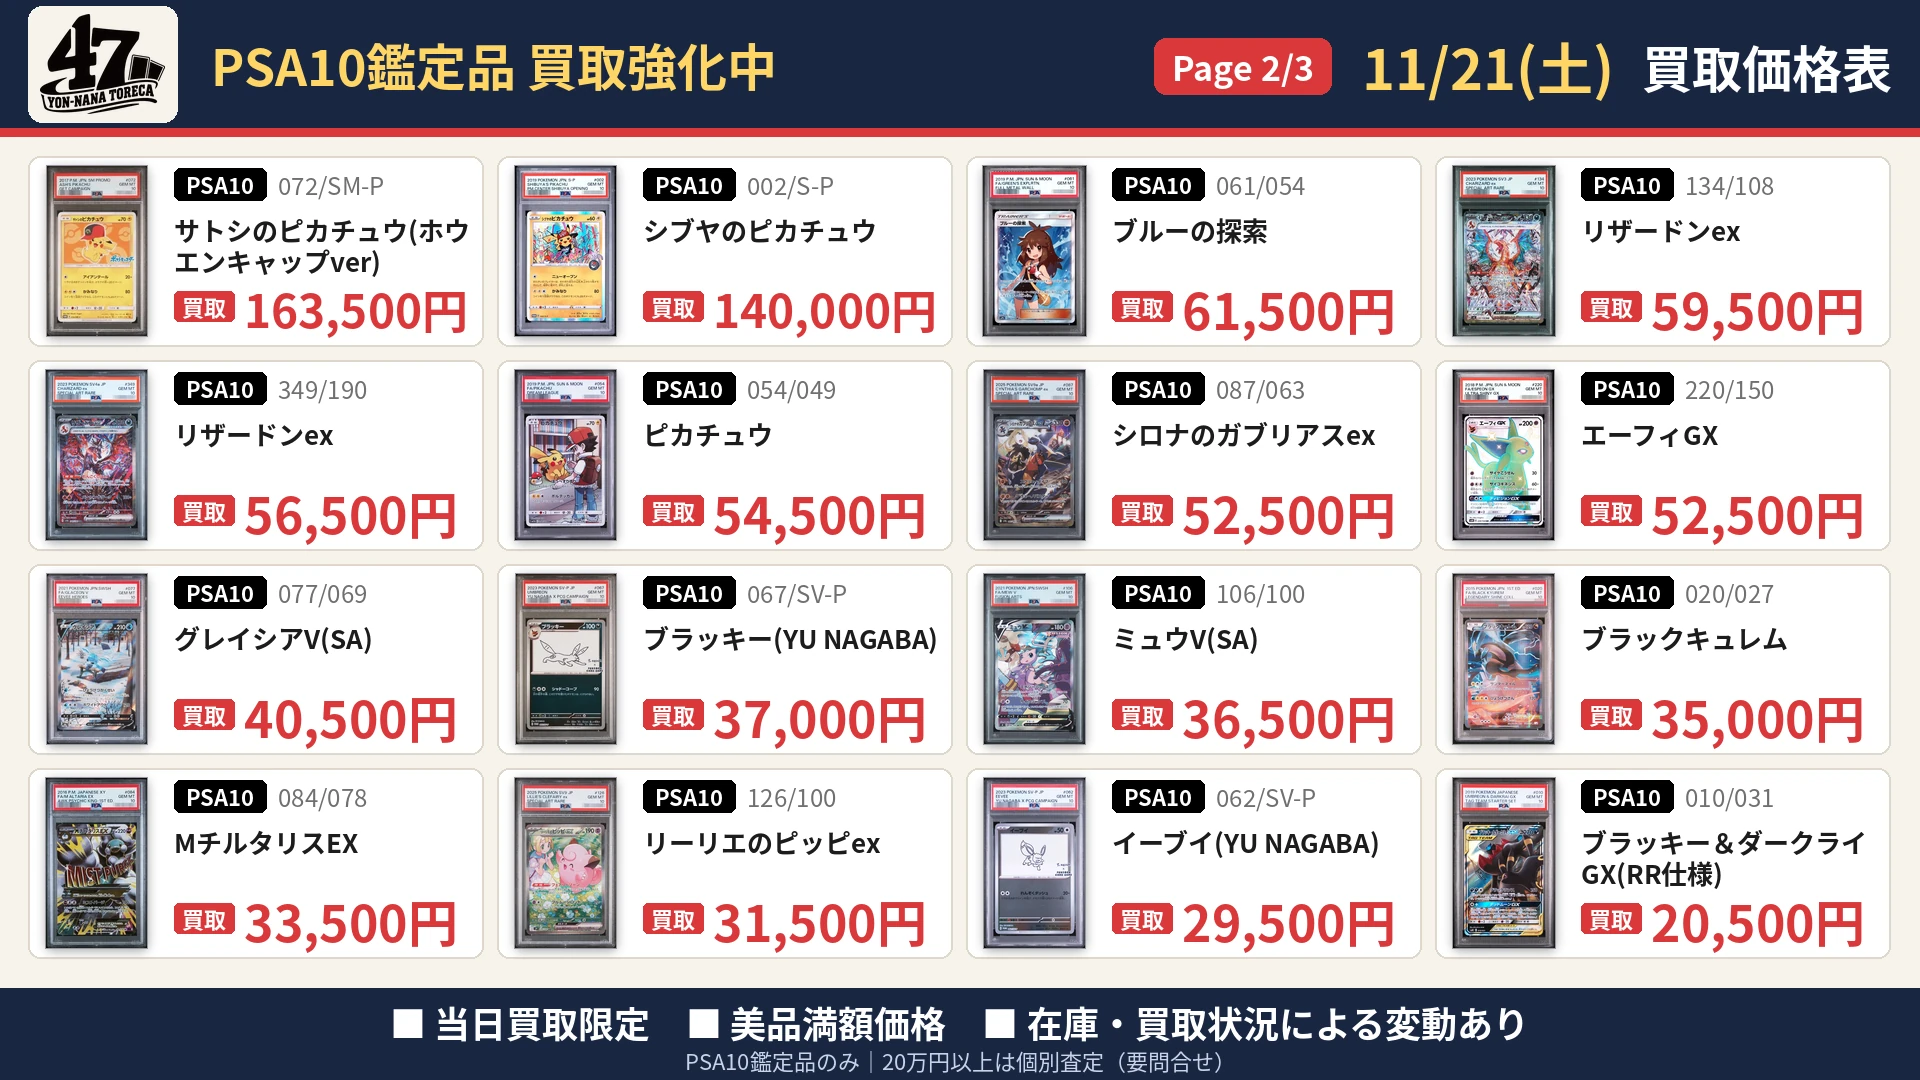 47
YON-NANA TORECA
PSA10鑑定品 買取強化中
Page 2/3
11/21(土) 買取価格表
PSA10 072/SM-P
サトシのピカチュウ(ホウ
エンキャップver)
買取 163,500円
PSA10 002/S-P
シブヤのピカチュウ
買取 140,000円
PSA10 061/054
ブルーの探索
買取 61,500円
PSA10 134/108
リザードンex
買取 59,500円
PSA10 349/190
リザードンex
買取 56,500円
PSA10 054/049
ピカチュウ
買取 54,500円
PSA10 087/063
シロナのガブリアスex
買取 52,500円
PSA10 220/150
エーフィGX
買取 52,500円
PSA10 077/069
グレイシアV(SA)
買取 40,500円
PSA10 067/SV-P
ブラッキー(YU NAGABA)
買取 37,000円
PSA10 106/100
ミュウV(SA)
買取 36,500円
PSA10 020/027
ブラックキュレム
買取 35,000円
PSA10 084/078
MチルタリスEX
買取 33,500円
PSA10 126/100
リーリエのピッピex
買取 31,500円
PSA10 062/SV-P
イーブイ(YU NAGABA)
買取 29,500円
PSA10 010/031
ブラッキー＆ダークライ
GX(RR仕様)
買取 20,500円
■ 当日買取限定 ■ 美品満額価格 ■ 在庫・買取状況による変動あり
PSA10鑑定品のみ｜20万円以上は個別査定（要問合せ）